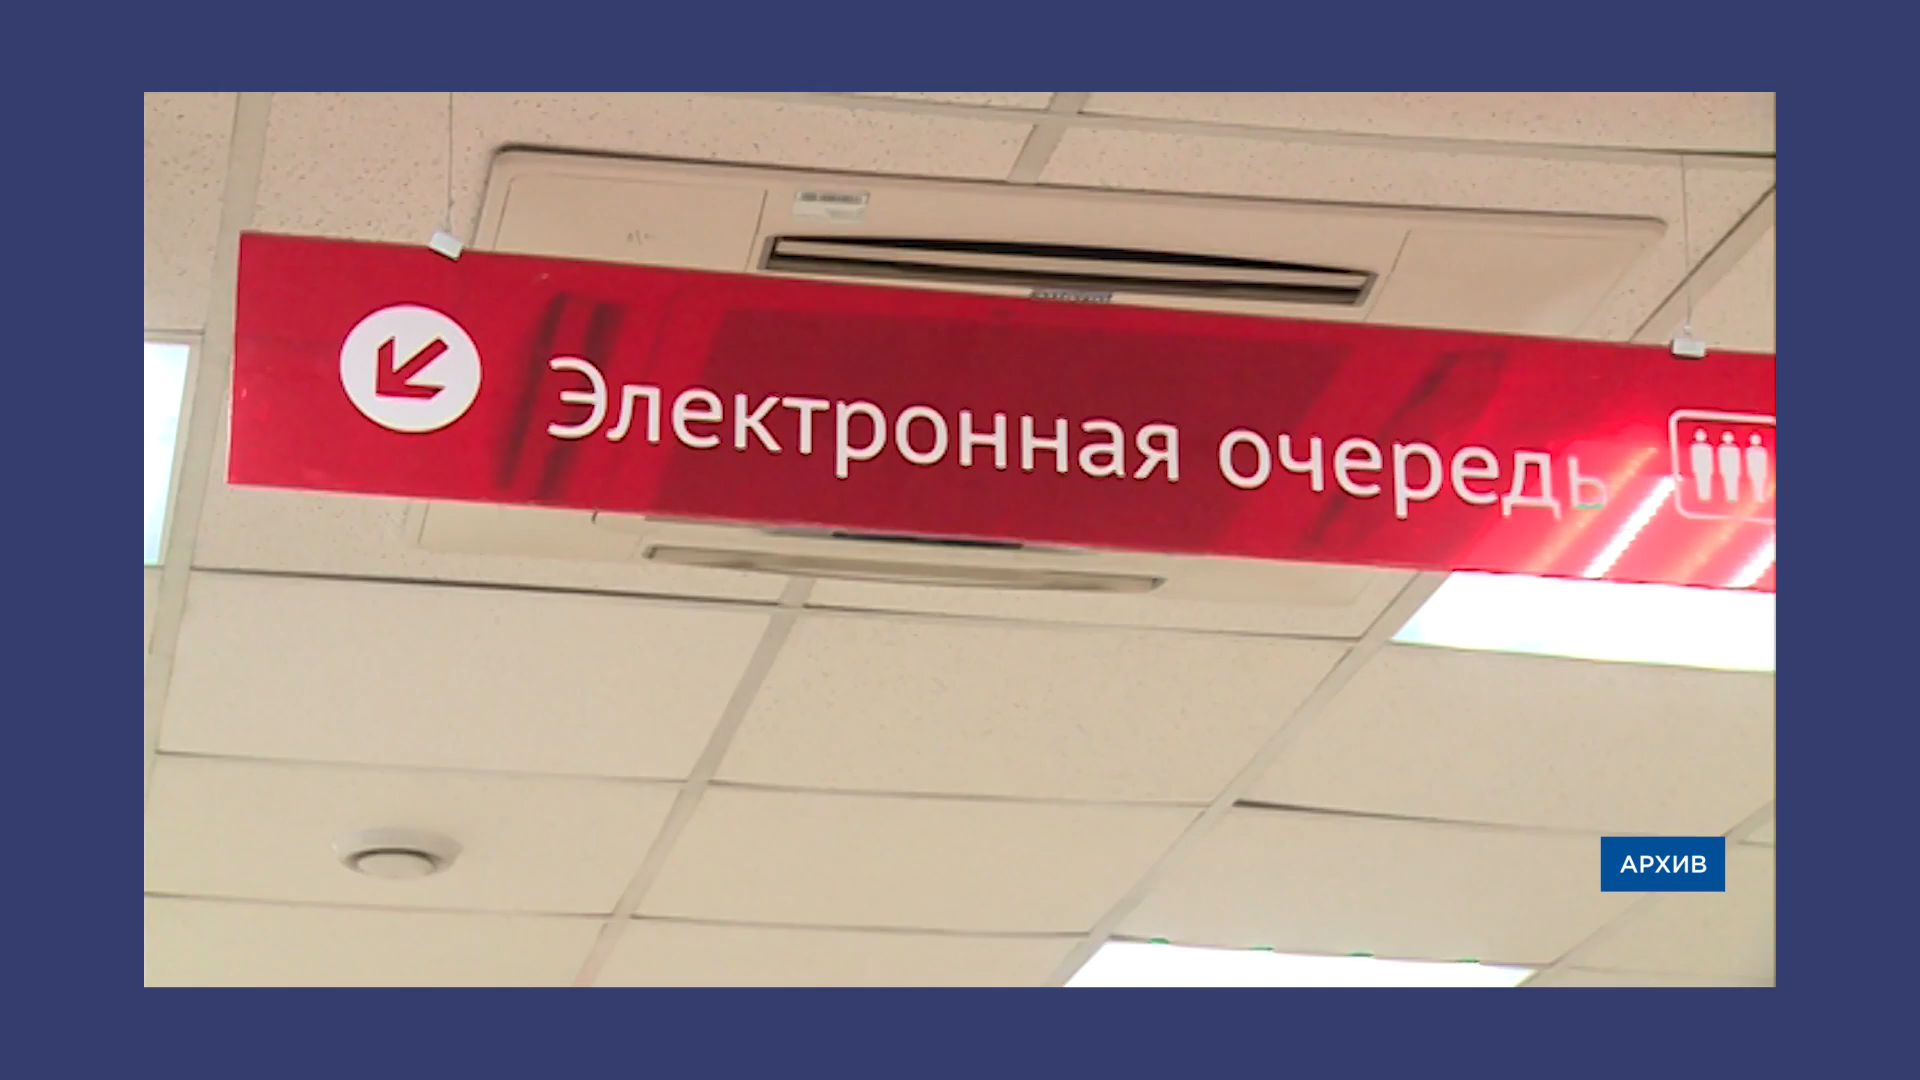 Электронная очередь
АРХИВ